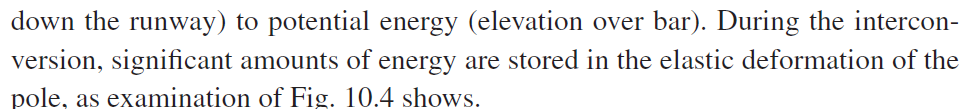 down the runway) to potential energy (elevation over bar). During the intercon-
version, significant amounts of energy are stored in the elastic deformation of the
pole, as examination of Fig. 10.4 shows.